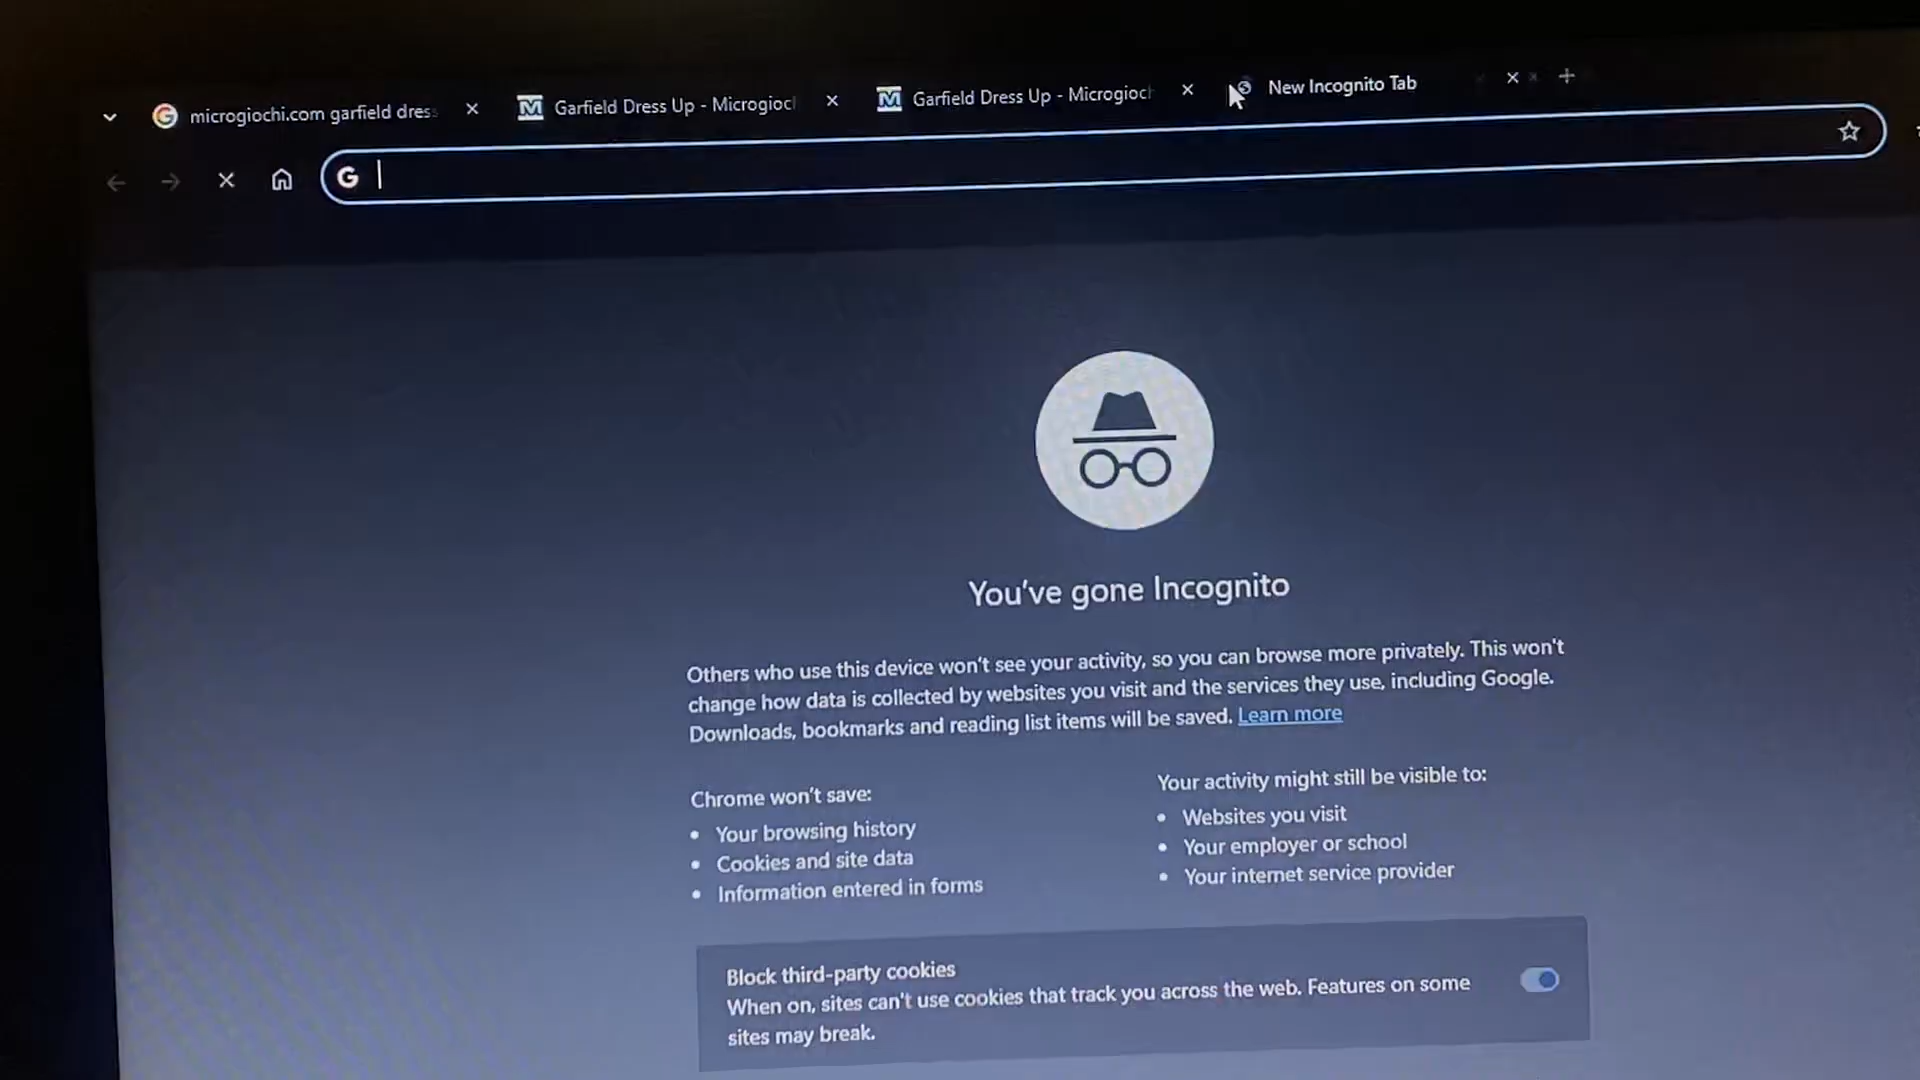 microgiochi.com garfield dres
Garfield Dress Up - Microgioc
Garfield Dress Up - Microgioc
New Incognito Tab
G
You've gone Incognito
Others who use this device won't see your activity, so you can browse more privately. This won't
change how data is collected by websites you visit and the services they use, including Google.
Downloads, bookmarks and reading list items will be saved. Learn more
Chrome won't save:
Your browsing history
Cookies and site data
Information entered in forms
Your activity might still be visible to:
Websites you visit
Your employer or school
Your internet service provider
Block third-party cookies
When on, sites can't use cookies that track you across the web. Features on some
sites may break.